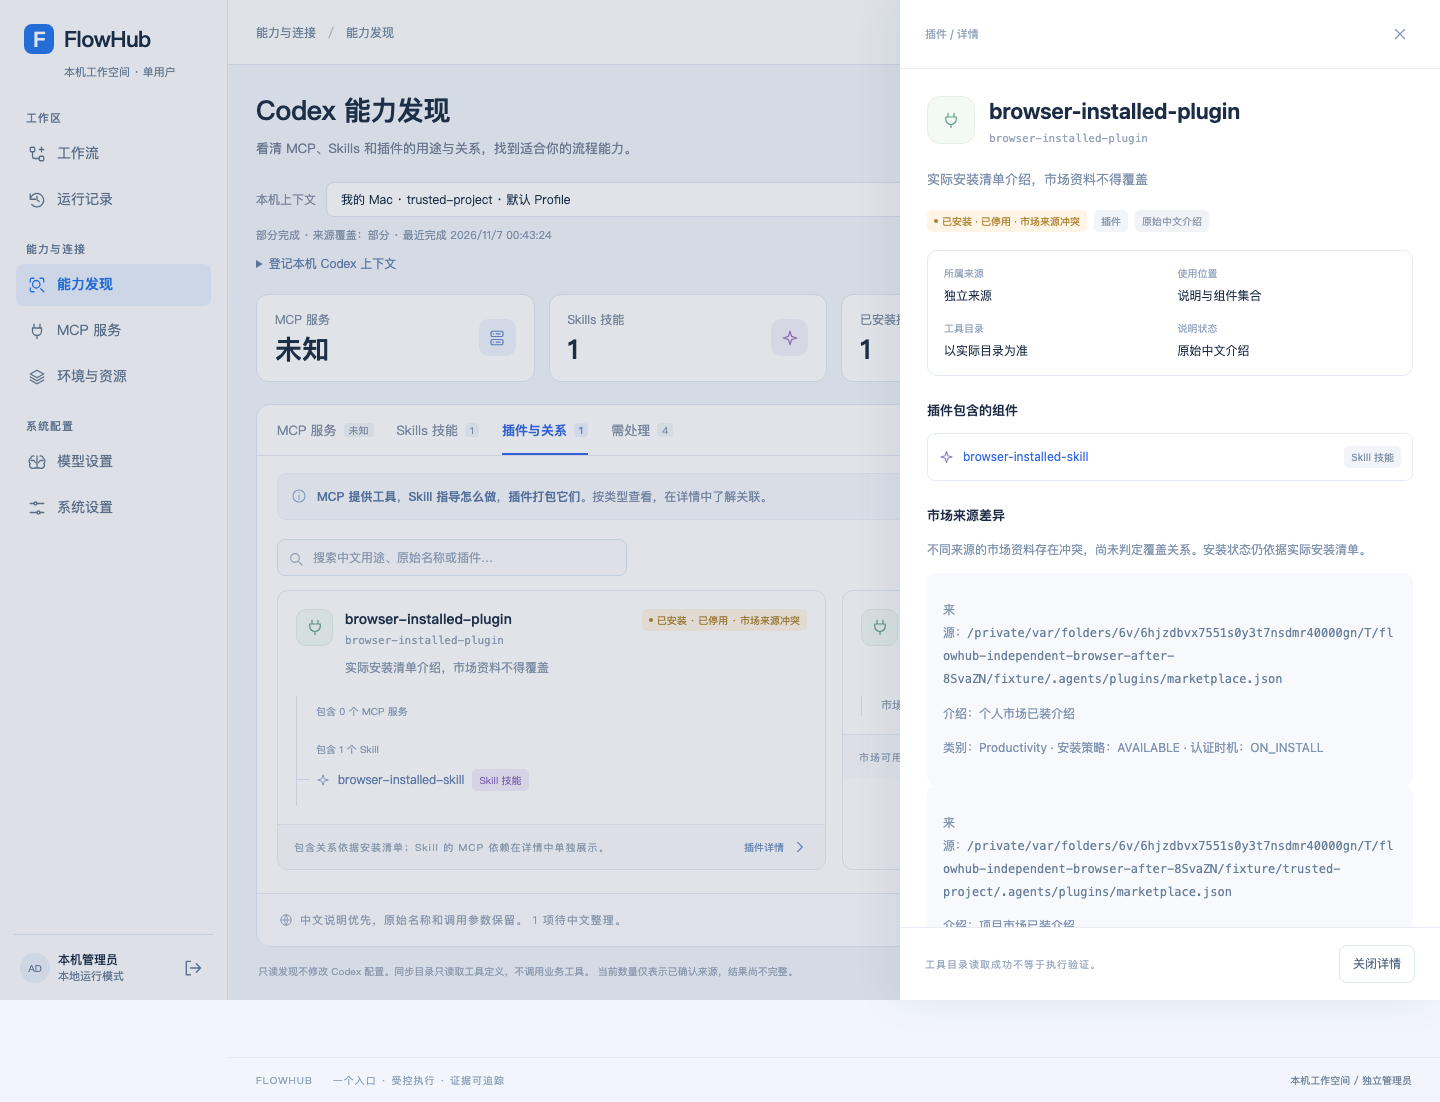 F FlowHub
本机工作空间 · 单用户
工作区
工作流
运行记录
能力与连接
能力发现
MCP 服务
环境与资源
系统配置
模型设置
系统设置
AD
本机管理员
本地运行模式
能力与连接 / 能力发现
Codex 能力发现
看清 MCP、Skills 和插件的用途与关系，找到适合你的流程能力。
本机上下文
我的 Mac · trusted-project · 默认 Profile
部分完成 · 来源覆盖：部分 · 最近完成 2026/11/7 00:43:24
登记本机 Codex 上下文
MCP 服务
未知
Skills 技能
1
已安装
1
MCP 服务 未知
Skills 技能 1
插件与关系 1
需处理 4
MCP 提供工具，Skill 指导怎么做，插件打包它们。按类型查看，在详情中了解关联。
搜索中文用途、原始名称或插件...
browser-installed-plugin
已安装 · 已停用 · 市场来源冲突
browser-installed-plugin
实际安装清单介绍，市场资料不得覆盖
包含 0 个 MCP 服务
包含 1 个 Skill
browser-installed-skill Skill 技能
包含关系依据安装清单；Skill 的 MCP 依赖在详情中单独展示。
插件详情
市场
市场可用
中文说明优先，原始名称和调用参数保留。 1 项待中文整理。
只读发现不修改 Codex 配置。同步目录只读取工具定义，不调用业务工具。 当前数量仅表示已确认来源，结果尚不完整。
插件 / 详情
browser-installed-plugin
browser-installed-plugin
实际安装清单介绍，市场资料不得覆盖
已安装 · 已停用 · 市场来源冲突
插件
原始中文介绍
所属来源
独立来源
使用位置
说明与组件集合
工具目录
以实际目录为准
说明状态
原始中文介绍
插件包含的组件
browser-installed-skill
Skill 技能
市场来源差异
不同来源的市场资料存在冲突，尚未判定覆盖关系。安装状态仍依据实际安装清单。
来
源：/private/var/folders/6v/6hjzdbvx7551s0y3t7nsdmr40000gn/T/fl
owhub-independent-browser-after-
8SvaZN/fixture/.agents/plugins/marketplace.json
介绍：个人市场已装介绍
类别：Productivity · 安装策略：AVAILABLE · 认证时机：ON_INSTALL
来
源：/private/var/folders/6v/6hjzdbvx7551s0y3t7nsdmr40000gn/T/fl
owhub-independent-browser-after-8SvaZN/fixture/trusted-
project/.agents/plugins/marketplace.json
介绍：项目市场已装介绍
工具目录读取成功不等于执行验证。
关闭详情
FLOWHUB
一个入口 · 受控执行 · 证据可追踪
本机工作空间 / 独立管理员